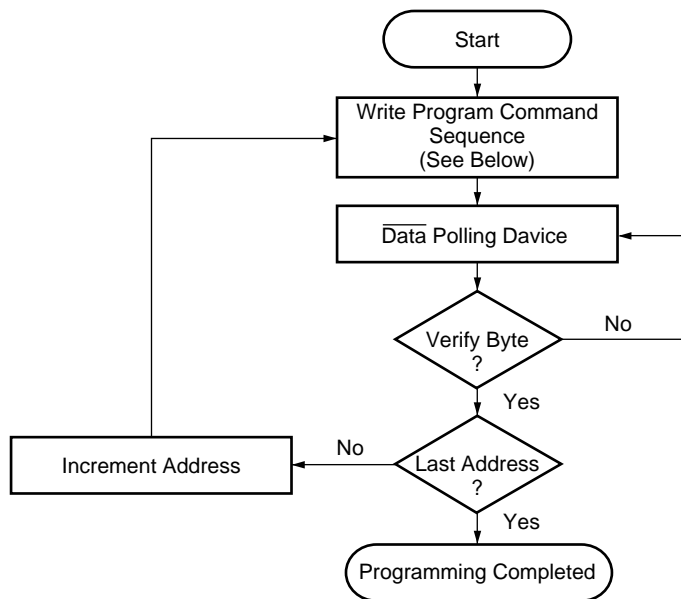 Start
Write Program Command
Sequence
(See Below)
Data Polling Davice
Verify Byte
?
No
Yes
Increment Address
No
Last Address
?
Yes
Programming Completed